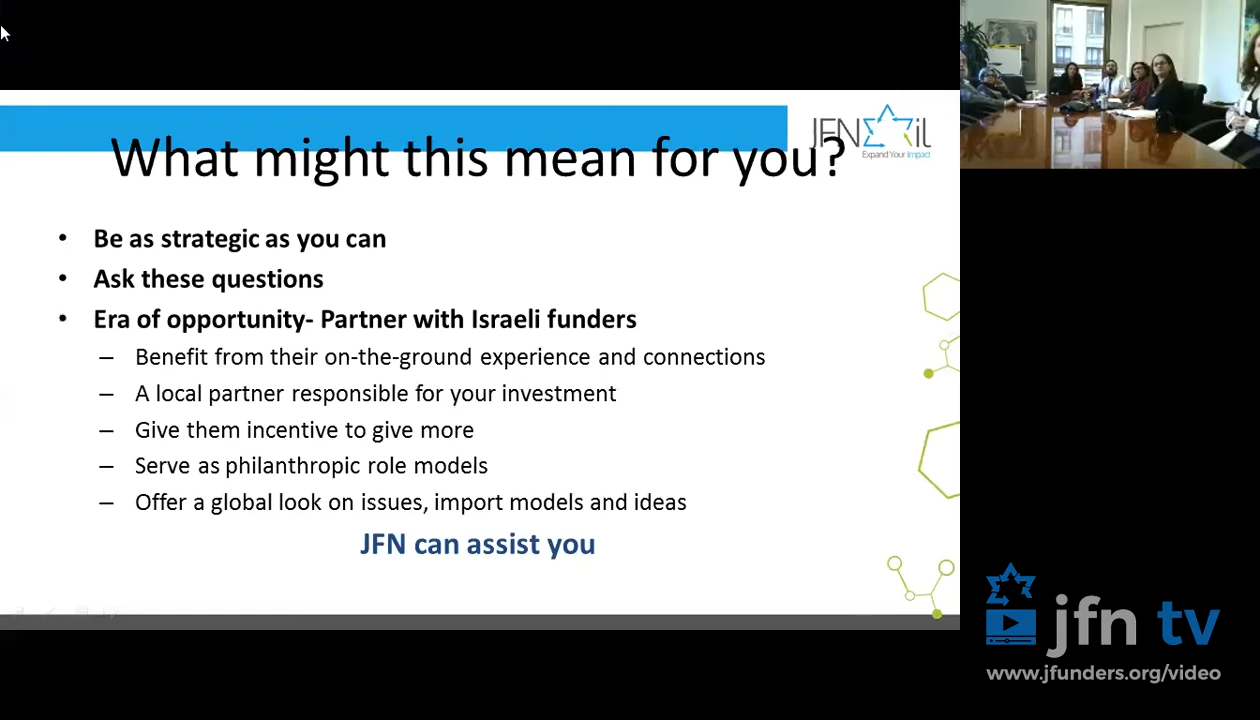 What might this mean for you?
JFN il
Expand Your Impact
• Be as strategic as you can
• Ask these questions
• Era of opportunity- Partner with Israeli funders
– Benefit from their on-the-ground experience and connections
– A local partner responsible for your investment
– Give them incentive to give more
– Serve as philanthropic role models
– Offer a global look on issues, import models and ideas
JFN can assist you
jfn tv
www.jfunders.org/video